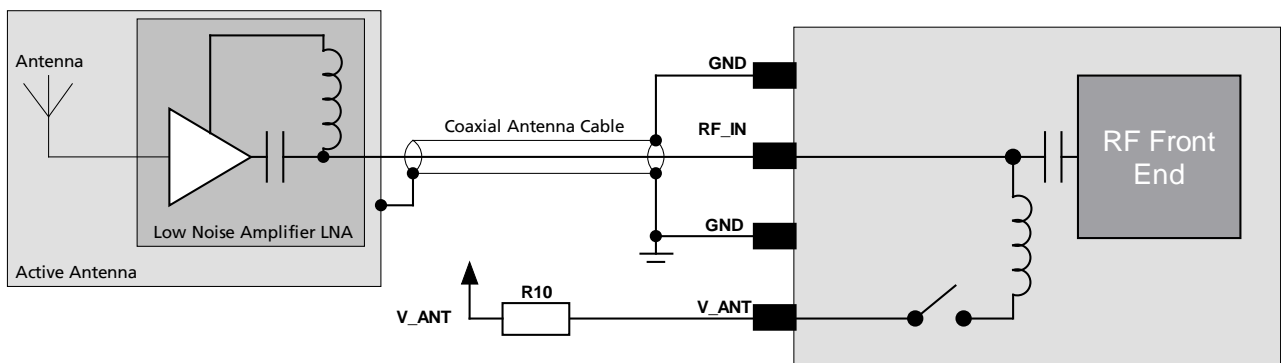 Antenna
Low Noise Amplifier LNA
Active Antenna
Coaxial Antenna Cable
GND
RF_IN
GND
V_ANT
R10
V_ANT
RF Front
End